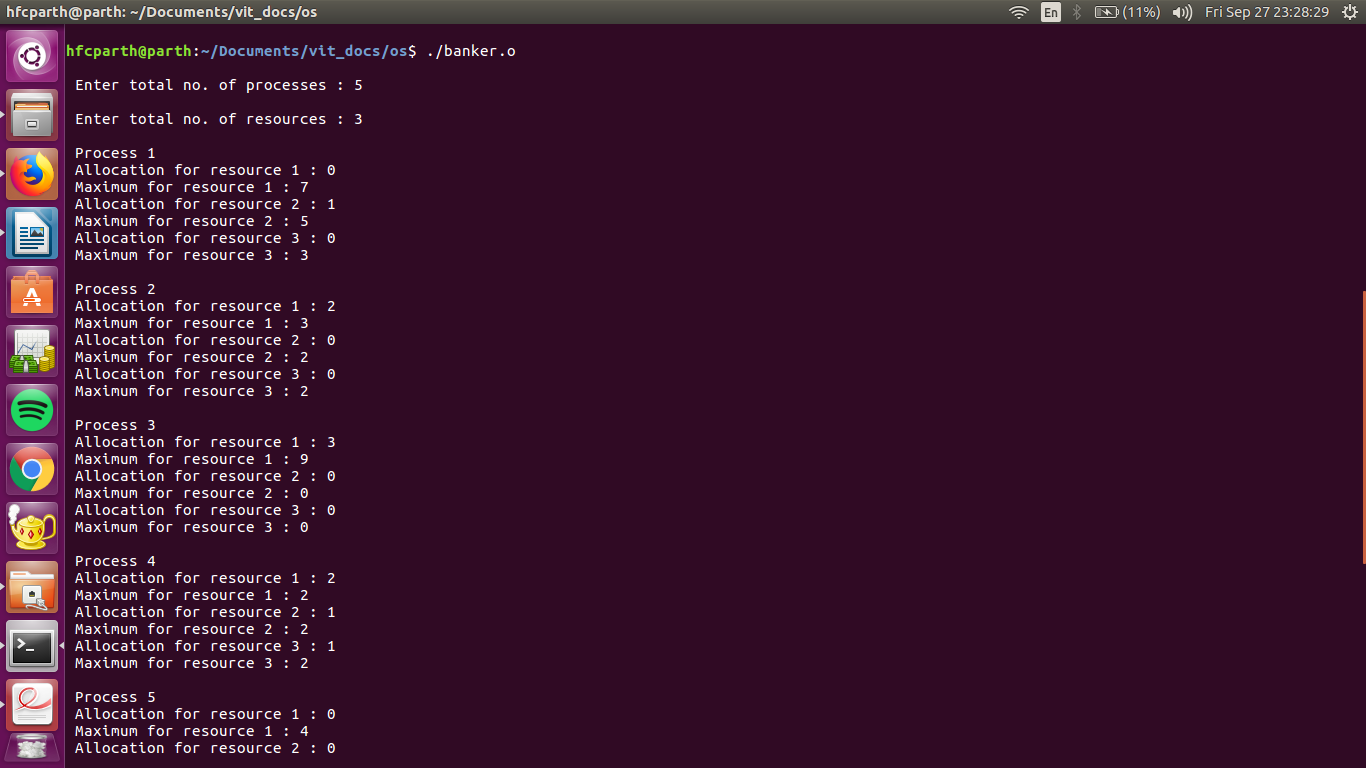 hfcparth@parth: ~/Documents/vit_docs/os
En
(11%)
Fri Sep 27 23:28:29
hfcparth@parth:~/Documents/vit_docs/os$ ./banker.o
Enter total no. of processes : 5
Enter total no. of resources : 3
Process 1
Allocation for resource 1 : 0
Maximum for resource 1 : 7
Allocation for resource 2 : 1
Maximum for resource 2 : 5
Allocation for resource 3 : 0
Maximum for resource 3 : 3
Process 2
Allocation for resource 1 : 2
Maximum for resource 1 : 3
Allocation for resource 2 : 0
Maximum for resource 2 : 2
Allocation for resource 3 : 0
Maximum for resource 3 : 2
Process 3
Allocation for resource 1 : 3
Maximum for resource 1 : 9
Allocation for resource 2 : 0
Maximum for resource 2 : 0
Allocation for resource 3 : 0
Maximum for resource 3 : 0
Process 4
Allocation for resource 1 : 2
Maximum for resource 1 : 2
Allocation for resource 2 : 1
Maximum for resource 2 : 2
Allocation for resource 3 : 1
Maximum for resource 3 : 2
Process 5
Allocation for resource 1 : 0
Maximum for resource 1 : 4
Allocation for resource 2 : 0